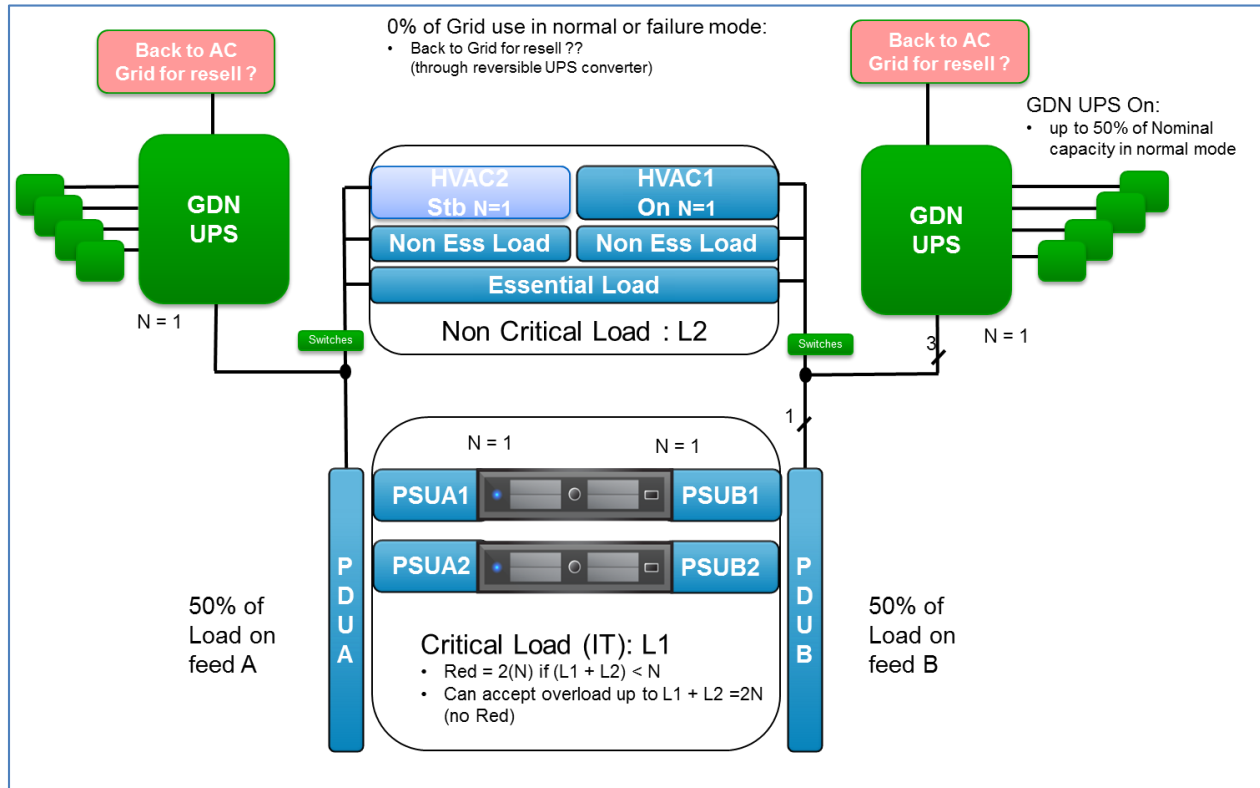 0% of Grid use in normal or failure mode:
• Back to Grid for resell ??
(through reversible UPS converter)
Back to AC
Grid for resell ?
Back to AC
Grid for resell ?
GDN UPS On:
• up to 50% of Nominal
capacity in normal mode
GDN
UPS
N = 1
HVAC2
Stb N=1
HVAC1
On N=1
Non Ess Load
Non Ess Load
Essential Load
Non Critical Load : L2
GDN
UPS
N = 1
3
Switches
Switches
1
N = 1
N = 1
PSUA1
PSUB1
PSUA2
PSUB2
P
D
U
A
P
D
U
B
50% of
Load on
feed A
50% of
Load on
feed B
Critical Load (IT): L1
• Red = 2(N) if (L1 + L2) < N
• Can accept overload up to L1 + L2 =2N
(no Red)